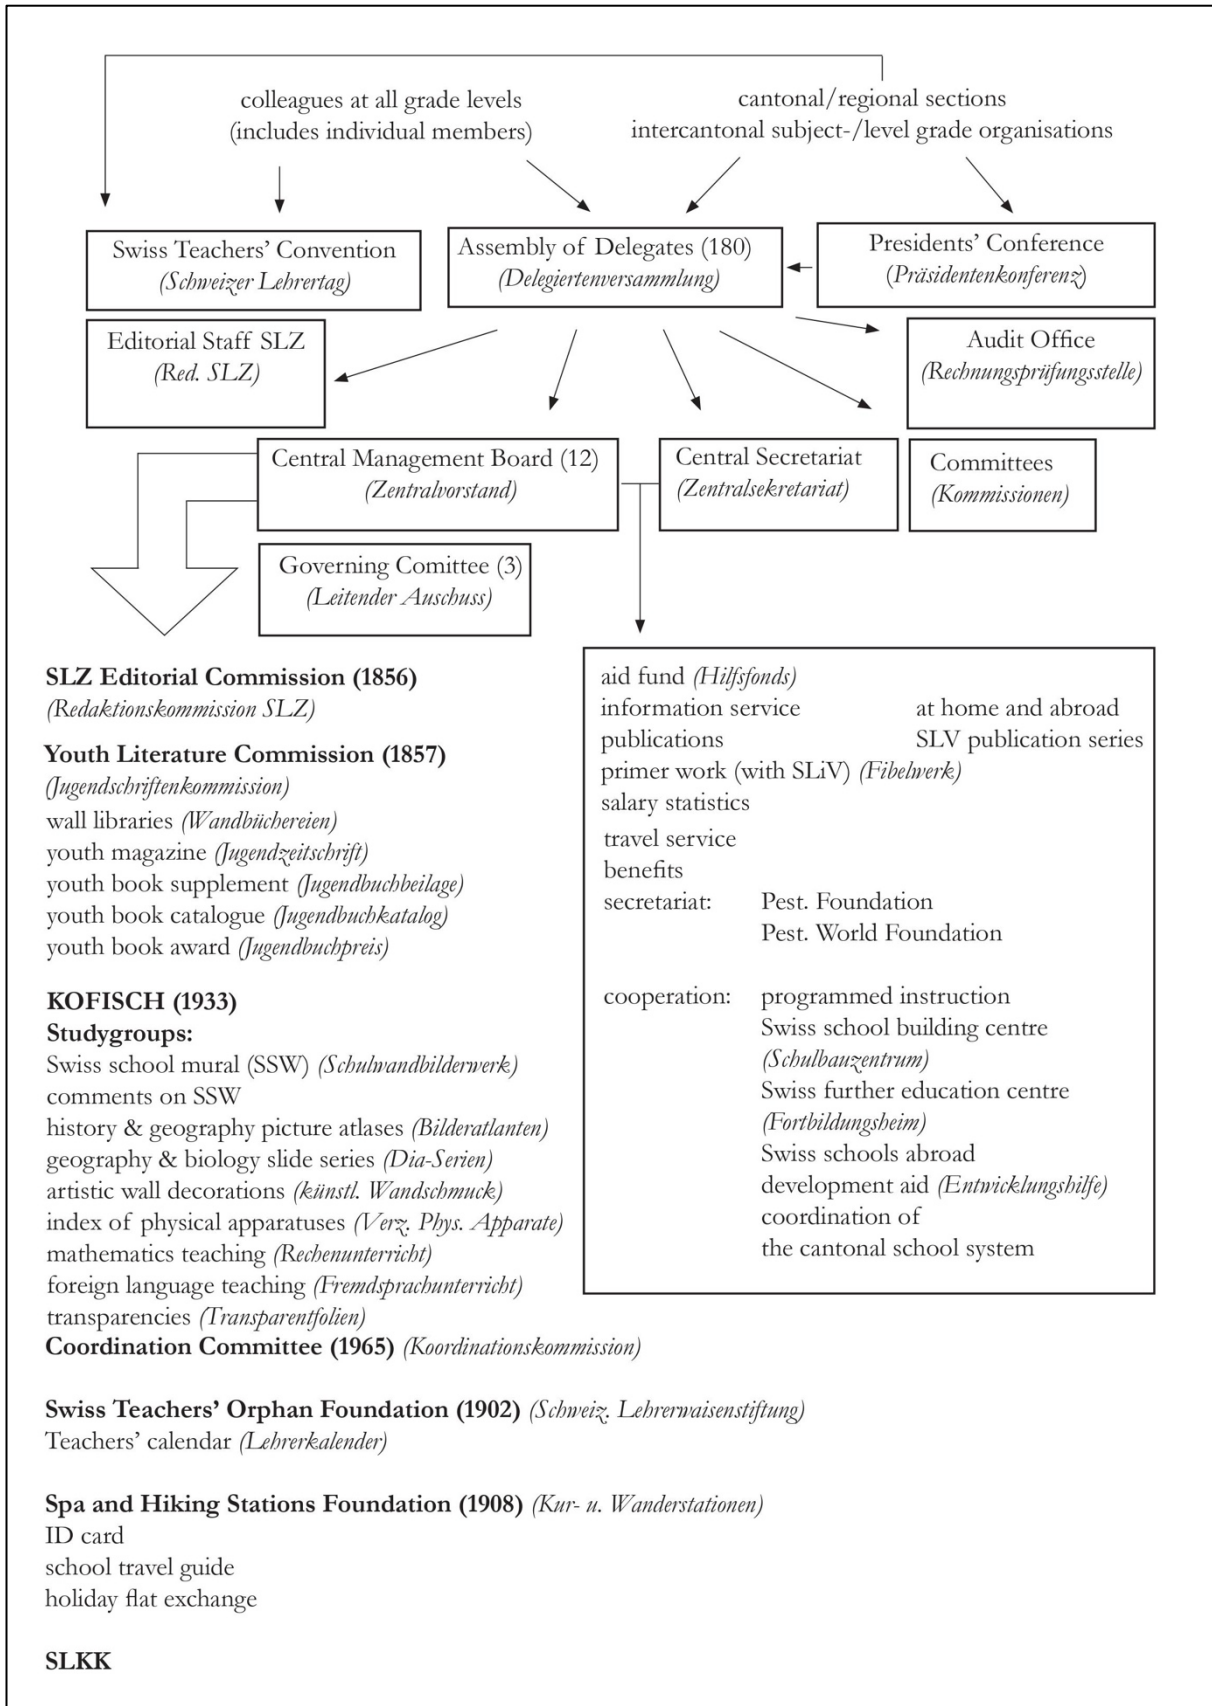 colleagues at all grade levels
(includes individual members)
cantonal/regional sections
intercantonal subject-/level grade organisations
Swiss Teachers’ Convention
(Schweizer Lehrertag)
Assembly of Delegates (180)
(Delegiertenversammlung)
Presidents’ Conference
(Präsidentenkonferenz)
Editorial Staff SLZ
(Red. SLZ)
Audit Office
(Rechnungsprüfungsstelle)
Central Management Board (12)
(Zentralvorstand)
Central Secretariat
(Zentralsekretariat)
Committees
(Kommissionen)
Governing Comittee (3)
(Leitender Auschuss)
SLZ Editorial Commission (1856)
(Redaktionskommission SLZ)
Youth Literature Commission (1857)
(Jugendschriftenkommission)
wall libraries (Wandbüchereien)
youth magazine (Jugendzeitschrift)
youth book supplement (Jugendbuchbeilage)
youth book catalogue (Jugendbuchkatalog)
youth book award (Jugendbuchpreis)
KOFISCH (1933)
Studygroups:
Swiss school mural (SSW) (Schulwandbilderwerk)
comments on SSW
history & geography picture atlases (Bilderatlanten)
geography & biology slide series (Dia-Serien)
artistic wall decorations (künstl. Wandschmuck)
index of physical apparatuses (Verz. Phys. Apparate)
mathematics teaching (Rechenunterricht)
foreign language teaching (Fremdsprachunterricht)
transparencies (Transparentfolien)
Coordination Committee (1965) (Koordinationskommission)
Swiss Teachers’ Orphan Foundation (1902) (Schweiz. Lehrerwaisenstiftung)
Teachers’ calendar (Lehrerkalender)
Spa and Hiking Stations Foundation (1908) (Kur- u. Wanderstationen)
ID card
school travel guide
holiday flat exchange
SLKK
aid fund (Hilfsfonds)
information service at home and abroad
publications SLV publication series
primer work (with SLiV) (Fibelwerk)
salary statistics
travel service
benefits
secretariat: Pest. Foundation
Pest. World Foundation
cooperation: programmed instruction
Swiss school building centre
(Schulbauzentrum)
Swiss further education centre
(Fortbildungsheim)
Swiss schools abroad
development aid (Entwicklungshilfe)
coordination of
the cantonal school system